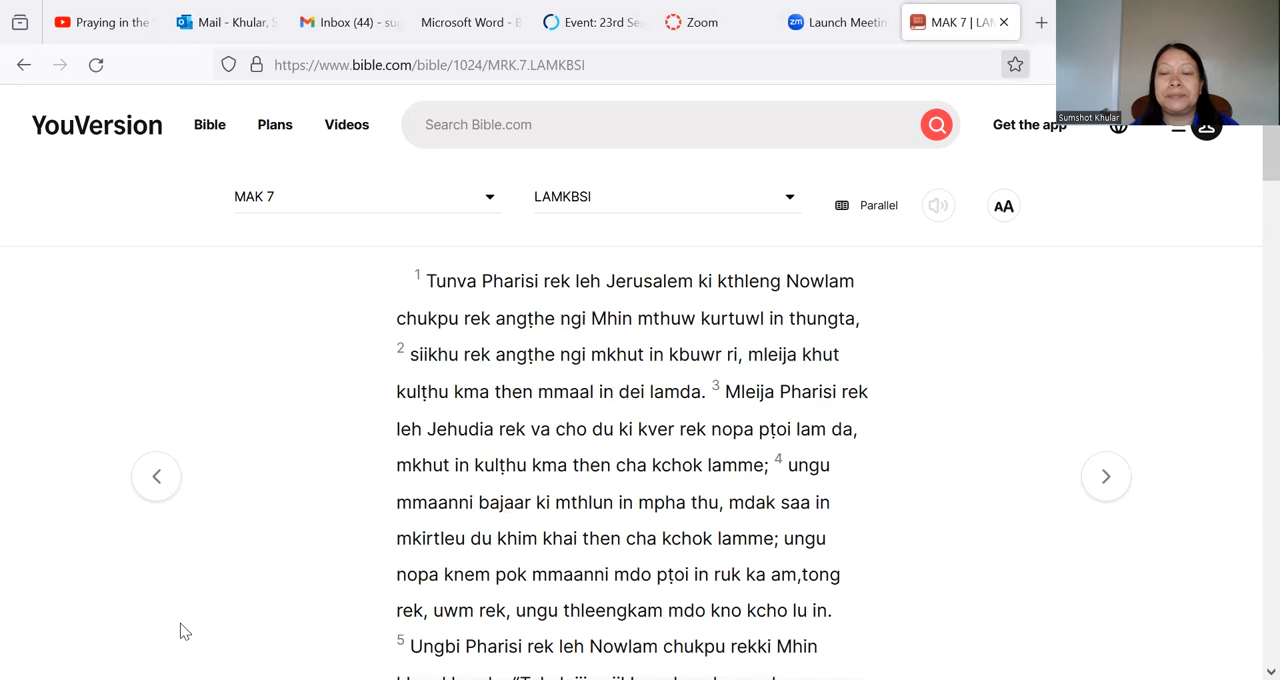 Praying in the
Mail - Khular, S
Inbox (44) - su
Microsoft Word - B
Event: 23rd Se
Zoom
Launch Meetin
MAK 7 | LA
https://www.bible.com/bible/1024/MRK.7.LAMKBSI
Sumshot Khular
YouVersion
Bible
Plans
Videos
Search Bible.com
Get the app
MAK 7
LAMKBSI
Parallel
AA
1 Tunva Pharisi rek leh Jerusalem ki kthleng Nowlam
chukpu rek angṭhe ngi Mhin mthuw kurtuwl in thungta,
2 siikhu rek angṭhe ngi mkhut in kbuwr ri, mleija khut
kulṭhu kma then mmaal in dei lamda. 3 Mleija Pharisi rek
leh Jehudia rek va cho du ki kver rek nopa pṭoi lam da,
mkhut in kulṭhu kma then cha kchok lamme; 4 ungu
mmaanni bajaar ki mthlun in mpha thu, mdak saa in
mkirtleu du khim khai then cha kchok lamme; ungu
nopa knem pok mmaanni mdo pṭoi in ruk ka am,tong
rek, uwm rek, ungu thleengkam mdo kno kcho lu in.
5 Ungbi Pharisi rek leh Nowlam chukpu rekki Mhin